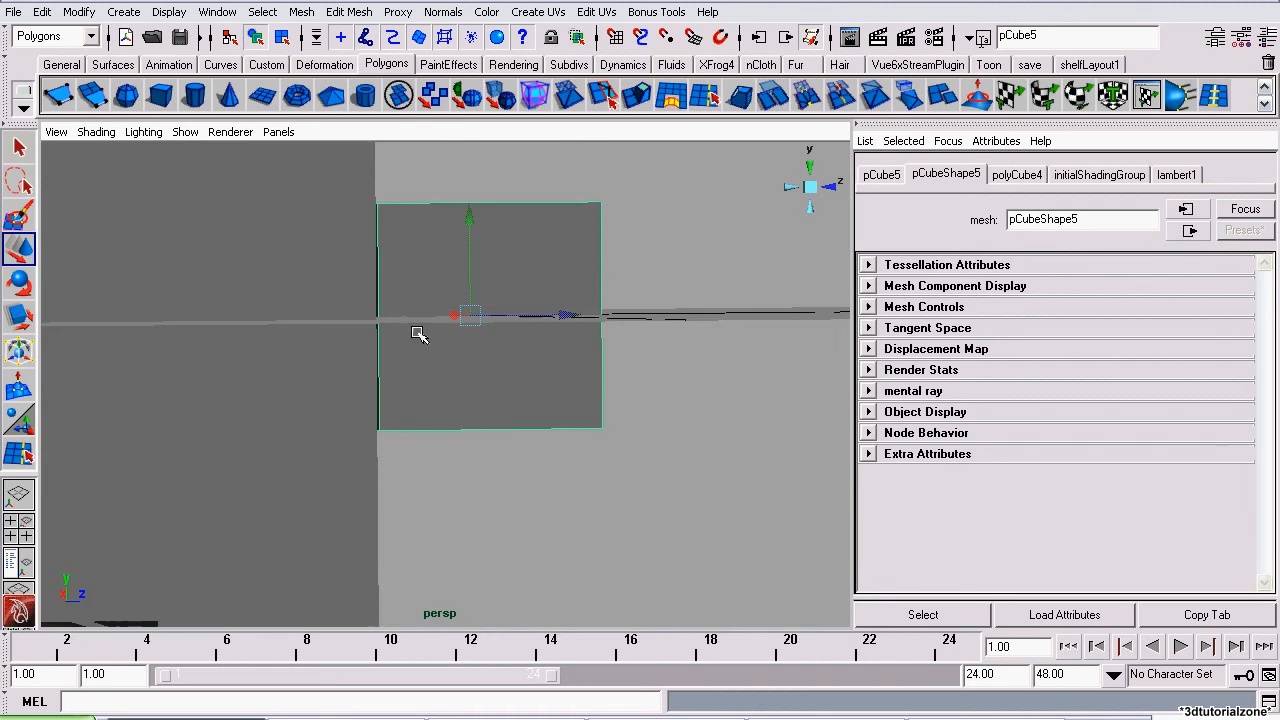 File Edit Modify Create Display Window Select Mesh Edit Mesh Proxy Normals Color Create UVs Edit UVs Bonus Tools Help
Polygons pCube5
General Surfaces Animation Curves Custom Deformation Polygons PaintEffects Rendering Subdivs Dynamics Fluids XFrog4 nCloth Fur Hair Vue6xStreamPlugin Toon save shelfLayout1
View Shading Lighting Show Renderer Panels
List Selected Focus Attributes Help
y
z
pCube5 pCubeShape5 polyCube4 initialShadingGroup lambert1
mesh: pCubeShape5 Focus
Presets*
Tessellation Attributes
Mesh Component Display
Mesh Controls
Tangent Space
Displacement Map
Render Stats
mental ray
Object Display
Node Behavior
Extra Attributes
y
x z
persp
Select Load Attributes Copy Tab
2 4 6 8 10 12 14 16 18 20 22 24 1.00
1.00 1.00 1 24 24.00 48.00 No Character Set
MEL
*3dtutorialzone*